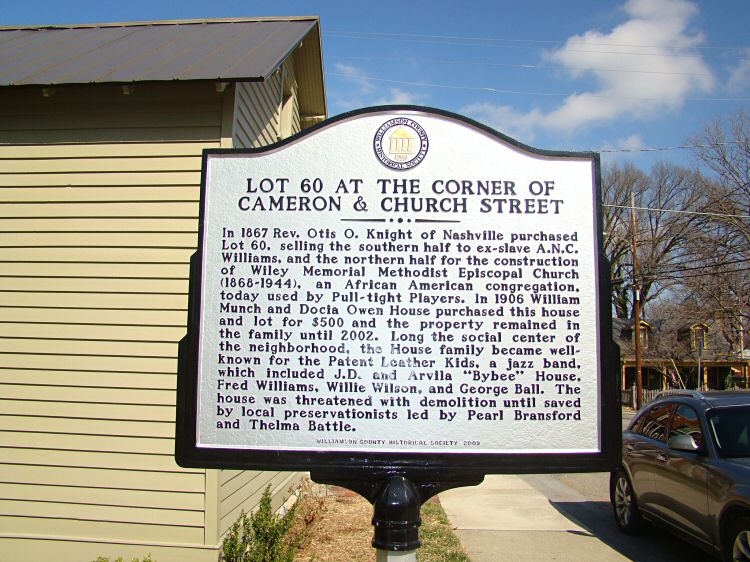 WILLIAMSON COUNTY
HISTORICAL SOCIETY
LOT 60 AT THE CORNER OF
CAMERON & CHURCH STREET
In 1867 Rev. Otis O. Knight of Nashville purchased
Lot 60, selling the southern half to ex-slave A.N.C.
Williams, and the northern half for the construction
of Wiley Memorial Methodist Episcopal Church
(1868-1944), an African American congregation,
today used by Pull-tight Players. In 1906 William
Munch and Docia Owen House purchased this house
and lot for $500 and the property remained in
the family until 2002. Long the social center of
the neighborhood, the House family became well-
known for the Patent Leather Kids, a jazz band,
which included J.D. and Arvila "Bybee" House,
Fred Williams, Willie Wilson, and George Ball. The
house was threatened with demolition until saved
by local preservationists led by Pearl Bransford
and Thelma Battle.
WILLIAMSON COUNTY HISTORICAL SOCIETY 2009